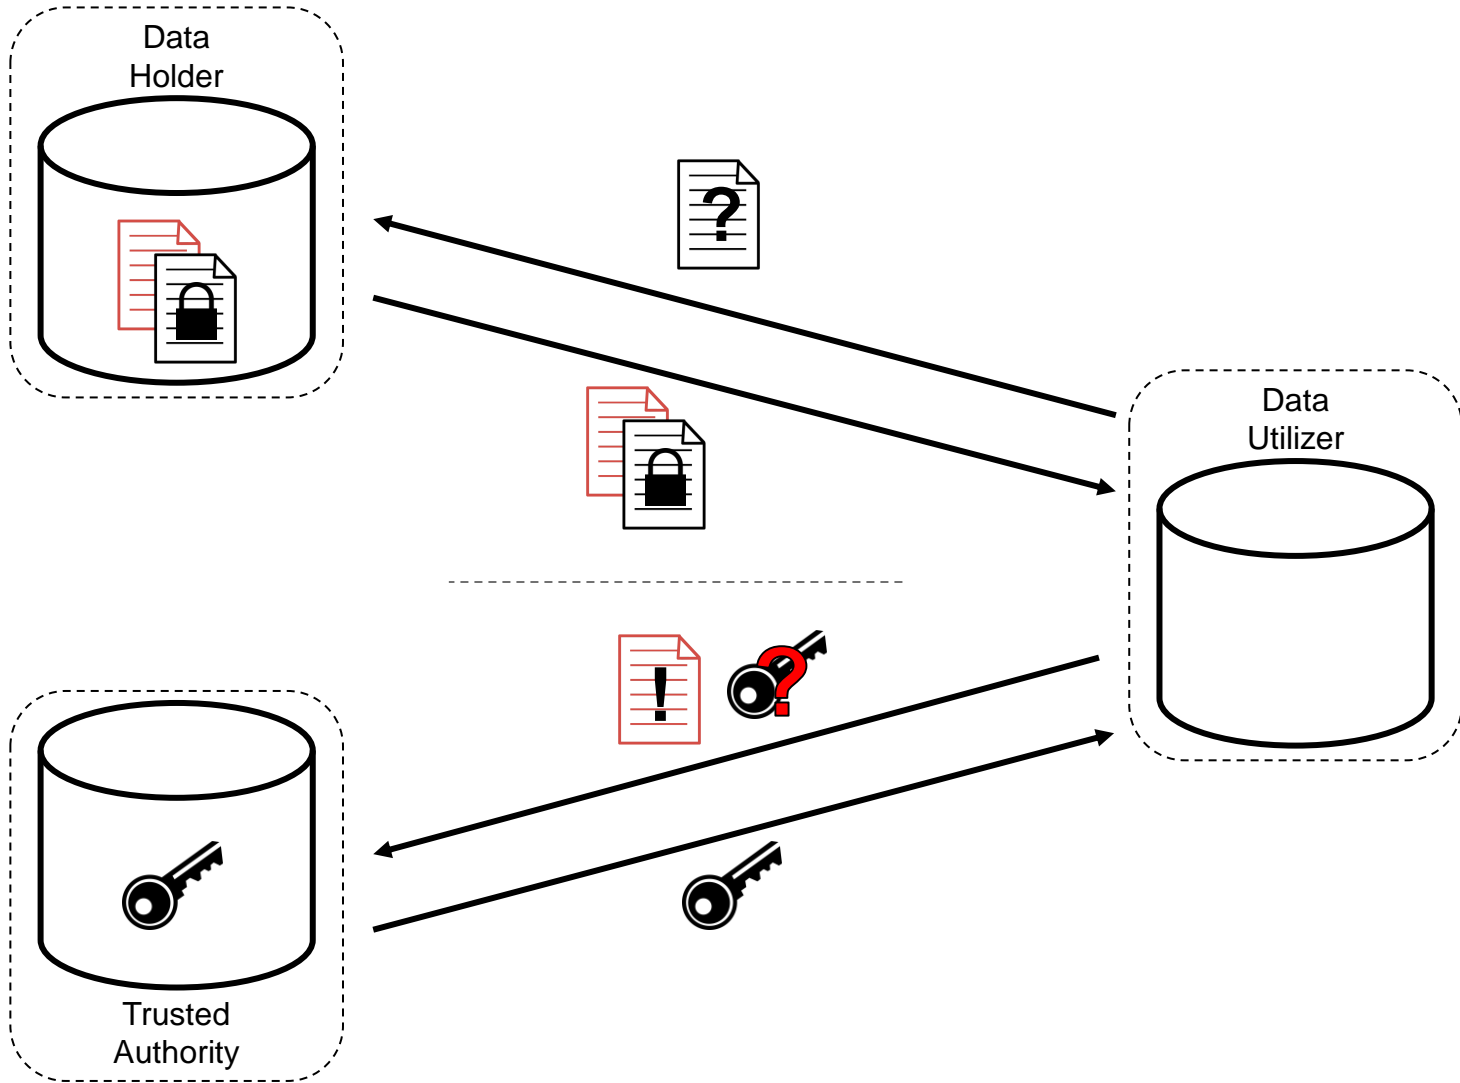 Data
Holder
?
Data
Utilizer
!
?
Trusted
Authority